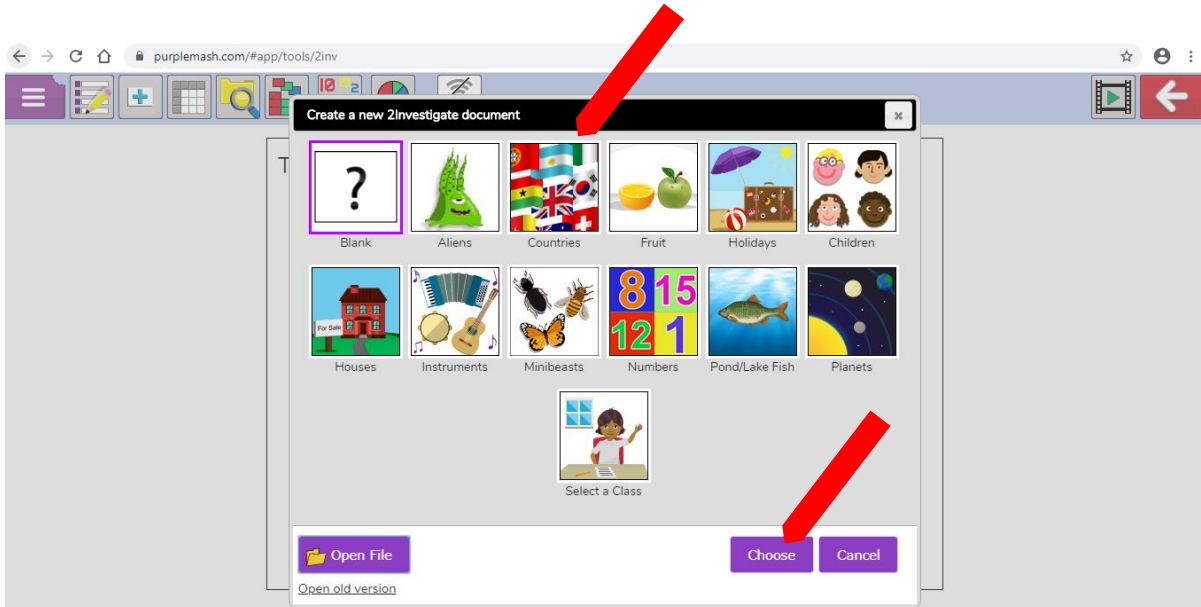 purplemash.com/#app/tools/2inv
Create a new 2Investigate document
T
?
Blank
Aliens
Countries
Fruit
Holidays
Children
For Sale
8 15
12 1
Houses
Instruments
Minibeasts
Numbers
Pond/Lake Fish
Planets
Select a Class
Open File
Choose
Cancel
Open old version